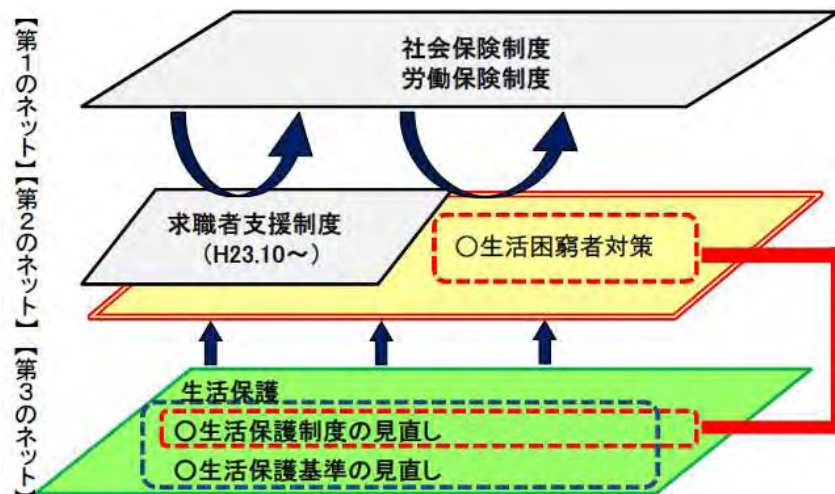 【第1のネット】
社会保険制度
労働保険制度
【第2のネット】
求職者支援制度
（H23.10～）
○生活困窮者対策
【第3のネット】
生活保護
○生活保護制度の見直し
○生活保護基準の見直し